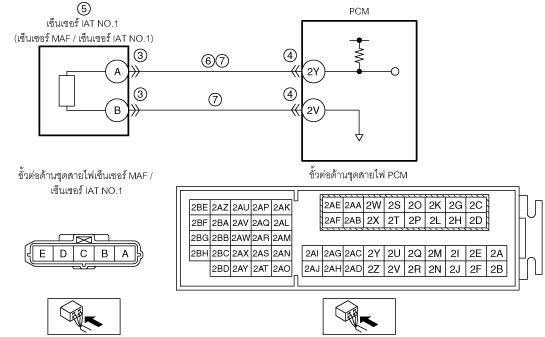 ⑤
เซ็นเซอร์ IAT NO.1
(เซ็นเซอร์ MAF / เซ็นเซอร์ IAT NO.1)
PCM
A ③ ⑥⑦ ④ 2Y
B ③ ⑦ ④ 2V
ขั้วต่อด้านชุดสายไฟเซ็นเซอร์ MAF /
เซ็นเซอร์ IAT NO.1
E D C B A
ขั้วต่อด้านชุดสายไฟ PCM
2BE 2AZ 2AU 2AP 2AK
2BF 2BA 2AV 2AQ 2AL
2BG 2BB 2AW 2AR 2AM
2BH 2BC 2AX 2AS 2AN
2BD 2AY 2AT 2AO
2AE 2AA 2W 2S 2O 2K 2G 2C
2AF 2AB 2X 2T 2P 2L 2H 2D
2AI 2AG 2AC 2Y 2U 2Q 2M 2I 2E 2A
2AJ 2AH 2AD 2Z 2V 2R 2N 2J 2F 2B